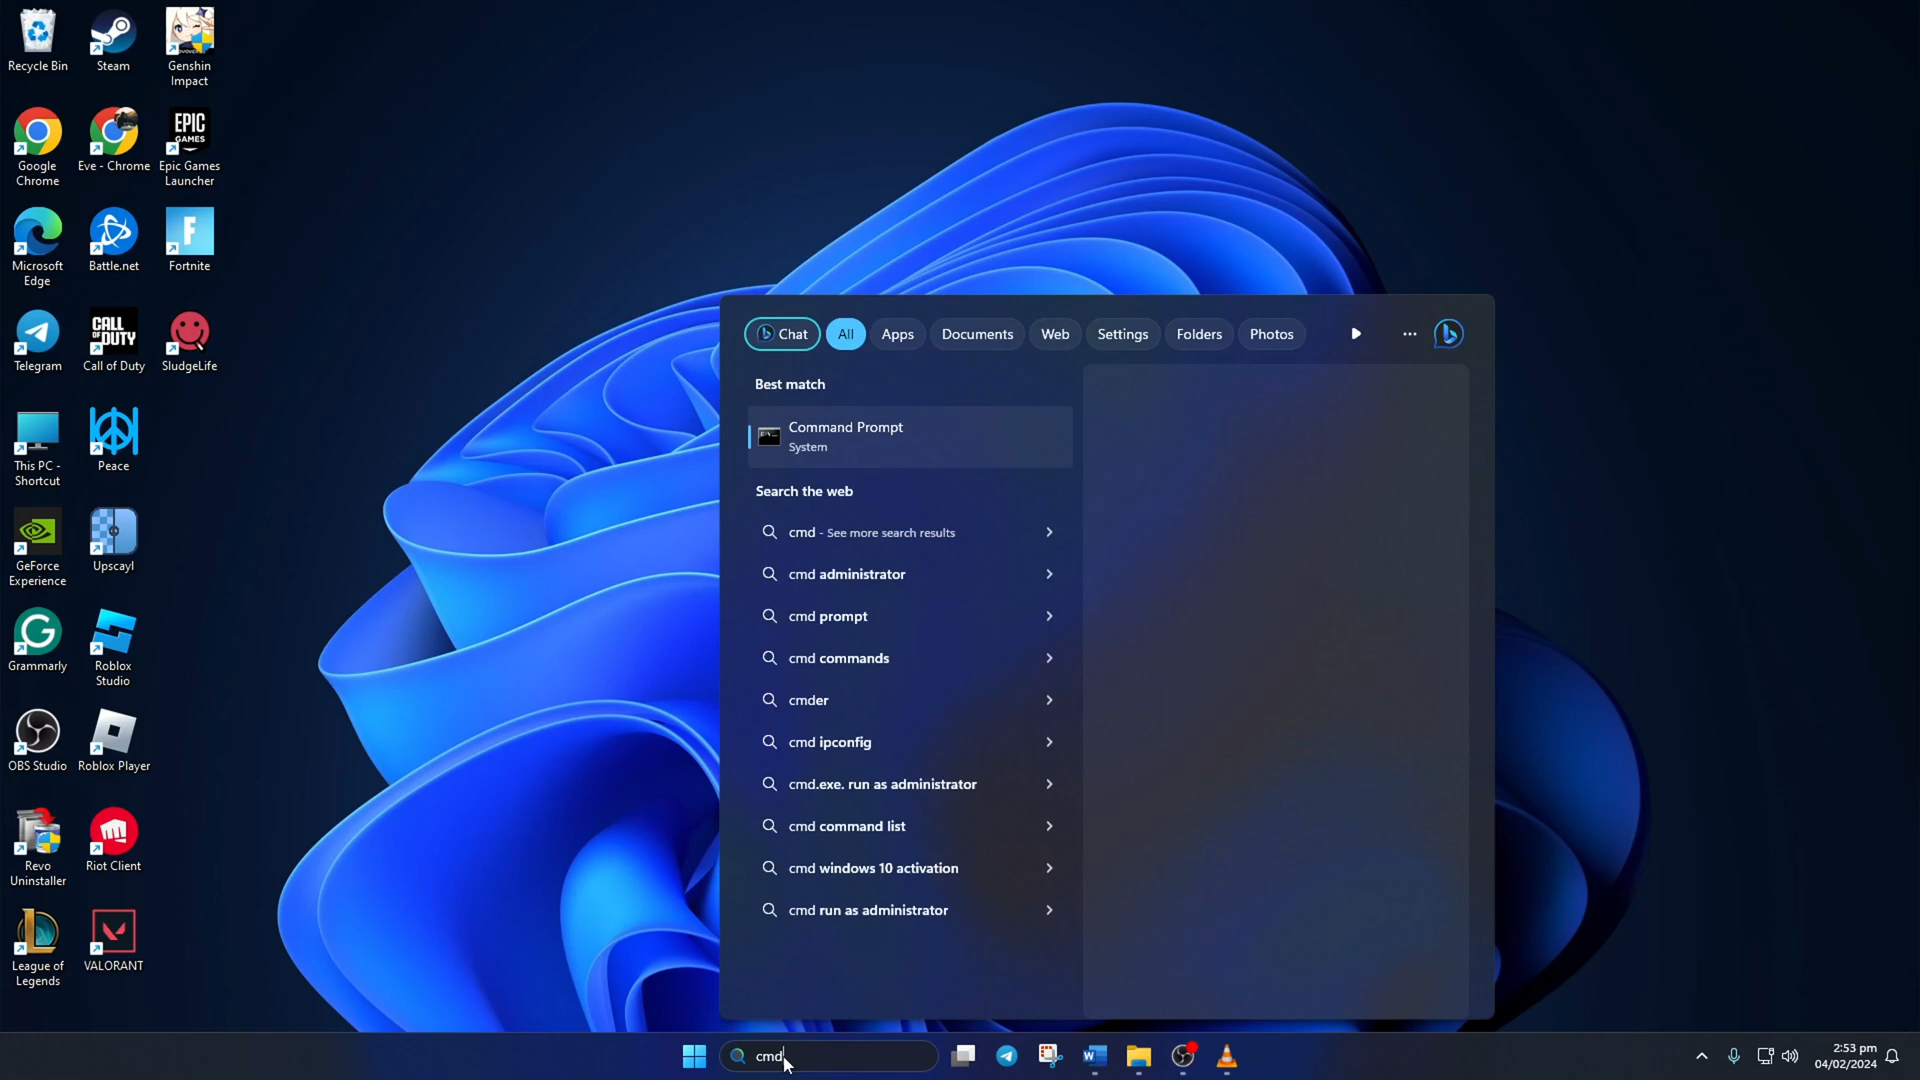 Recycle Bin
Steam
Genshin
Impact
Google
Chrome
Eve - Chrome
EPIC
GAMES
Epic Games
Launcher
Microsoft
Edge
Battle.net
F
Fortnite
Telegram
CALL
OF DUTY
Call of Duty
SludgeLife
This PC -
Shortcut
Peace
GeForce
Experience
Upscayl
Grammarly
Roblox
Studio
OBS Studio
Roblox Player
Revo
Uninstaller
Riot Client
League of
Legends
VALORANT
Chat
All
Apps
Documents
Web
Settings
Folders
Photos
Best match
Command Prompt
System
Search the web
cmd - See more search results
cmd administrator
cmd prompt
cmd commands
cmder
cmd ipconfig
cmd.exe. run as administrator
cmd command list
cmd windows 10 activation
cmd run as administrator
cmd
2:53 pm
04/02/2024